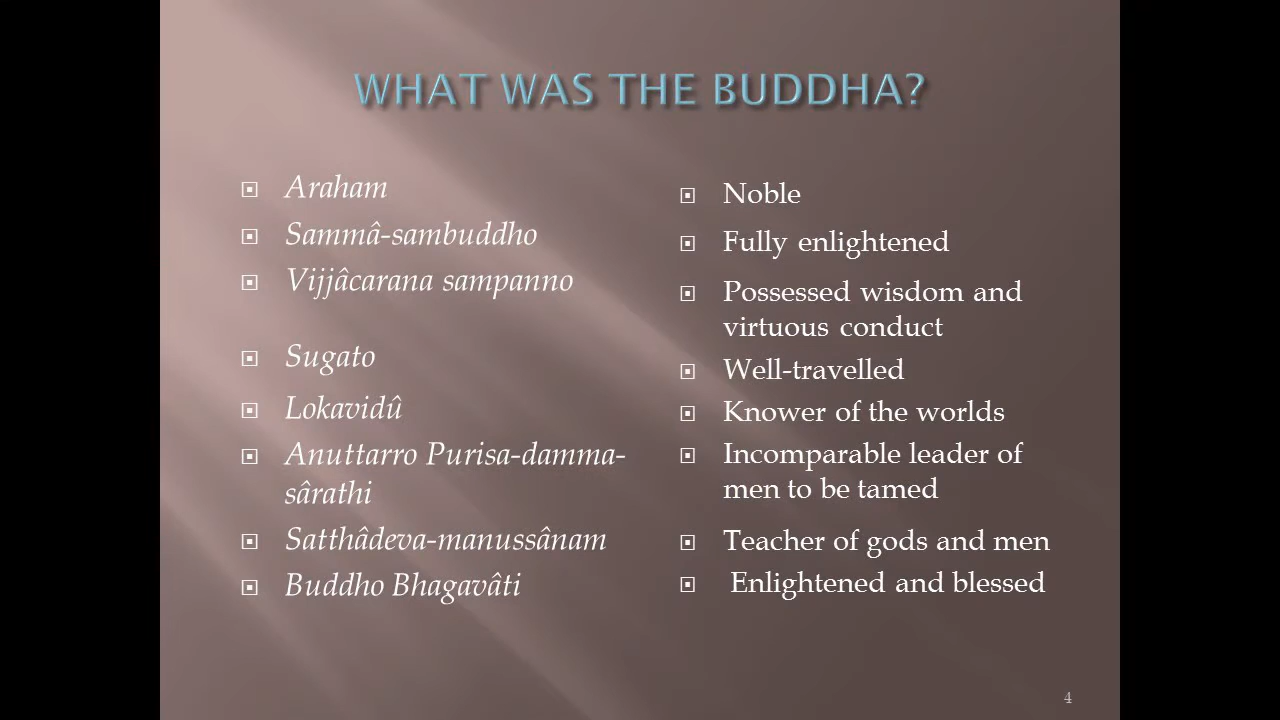 WHAT WAS THE BUDDHA?
Araham
Sammâ-sambuddho
Vijjâcarana sampanno
Sugato
Lokavidû
Anuttarro Purisa-damma-
sârathi
Satthâdeva-manussânam
Buddho Bhagavâti
Noble
Fully enlightened
Possessed wisdom and
virtuous conduct
Well-travelled
Knower of the worlds
Incomparable leader of
men to be tamed
Teacher of gods and men
Enlightened and blessed
4